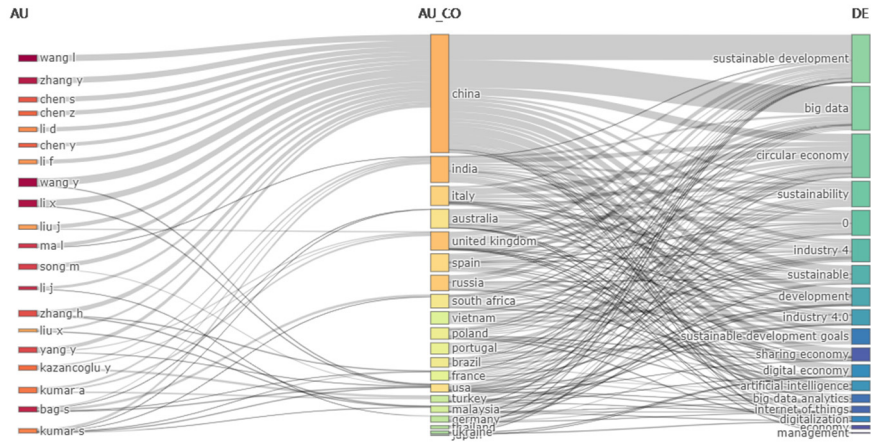 AU
AU_CO
DE
wang l
zhang y
chen s
chen z
li d
chen y
li f
wang y
li x
liu j
ma l
song m
li j
zhang h
liu x
yang y
kazancoglu y
kumar a
bag s
kumar s
china
india
italy
australia
united kingdom
spain
russia
south africa
vietnam
poland
portugal
brazil
france
usa
turkey
malaysia
germany
thailand
ukraine
japan
sustainable development
big data
circular economy
sustainability
0
industry 4
sustainable
development
industry 4.0
sustainable development goals
sharing economy
digital economy
artificial intelligence
big data analytics
internet of things
digitalization
economy
management